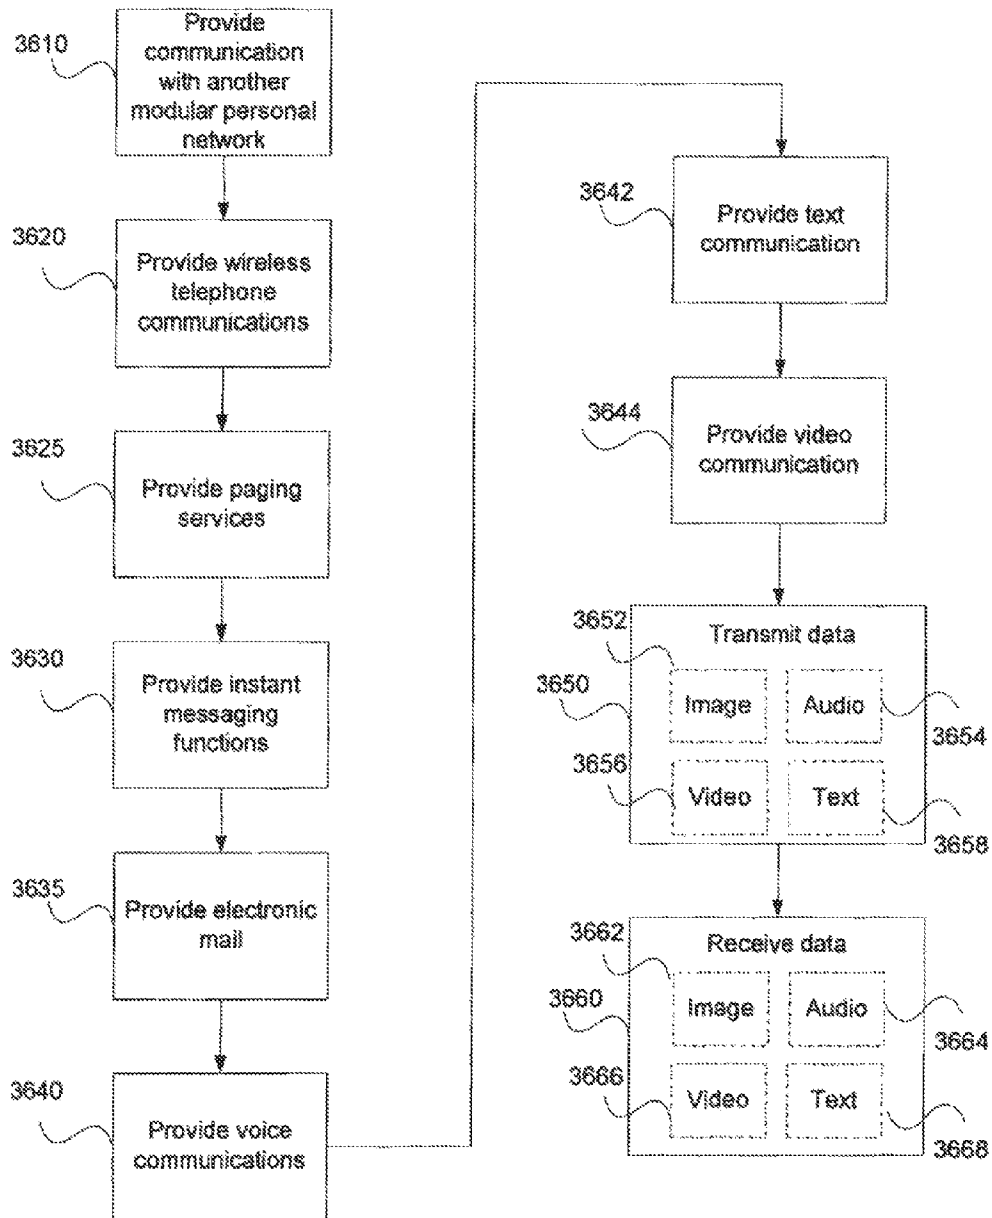 3610
Provide
communication
with another
modular personal
network
3620
Provide wireless
telephone
communications
3625
Provide paging
services
3630
Provide instant
messaging
functions
3635
Provide electronic
mail
3640
Provide voice
communications
3642
Provide text
communication
3644
Provide video
communication
3650
Transmit data
3652
Image
Audio
3654
3656
Video
Text
3658
3660
Receive data
3662
Image
Audio
3664
3666
Video
Text
3668